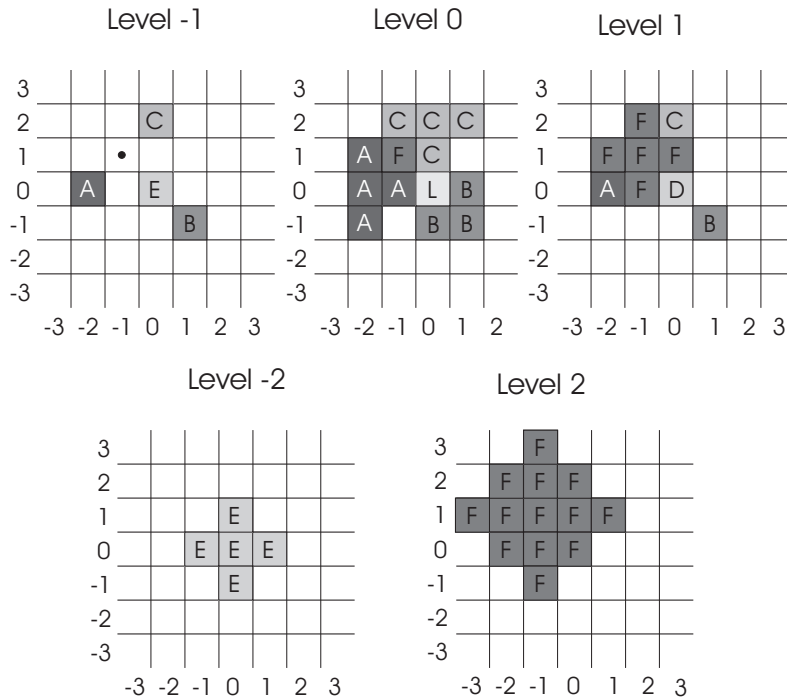 Level -1
Level 0
Level 1
3
2 C
1
0 A E
-1 B
-2
-3
-3 -2 -1 0 1 2 3
3
2 C C C
1 A F C
0 A A L B
-1 A B B
-2
-3
-3 -2 -1 0 1 2
3
2 F C
1 F F F
0 A F D
-1 B
-2
-3
-3 -2 -1 0 1 2 3
Level -2
Level 2
3
2
1 E
0 E E E
-1 E
-2
-3
-3 -2 -1 0 1 2 3
3 F
2 F F F
1 F F F F F
0 F F F
-1 F
-2
-3
-3 -2 -1 0 1 2 3